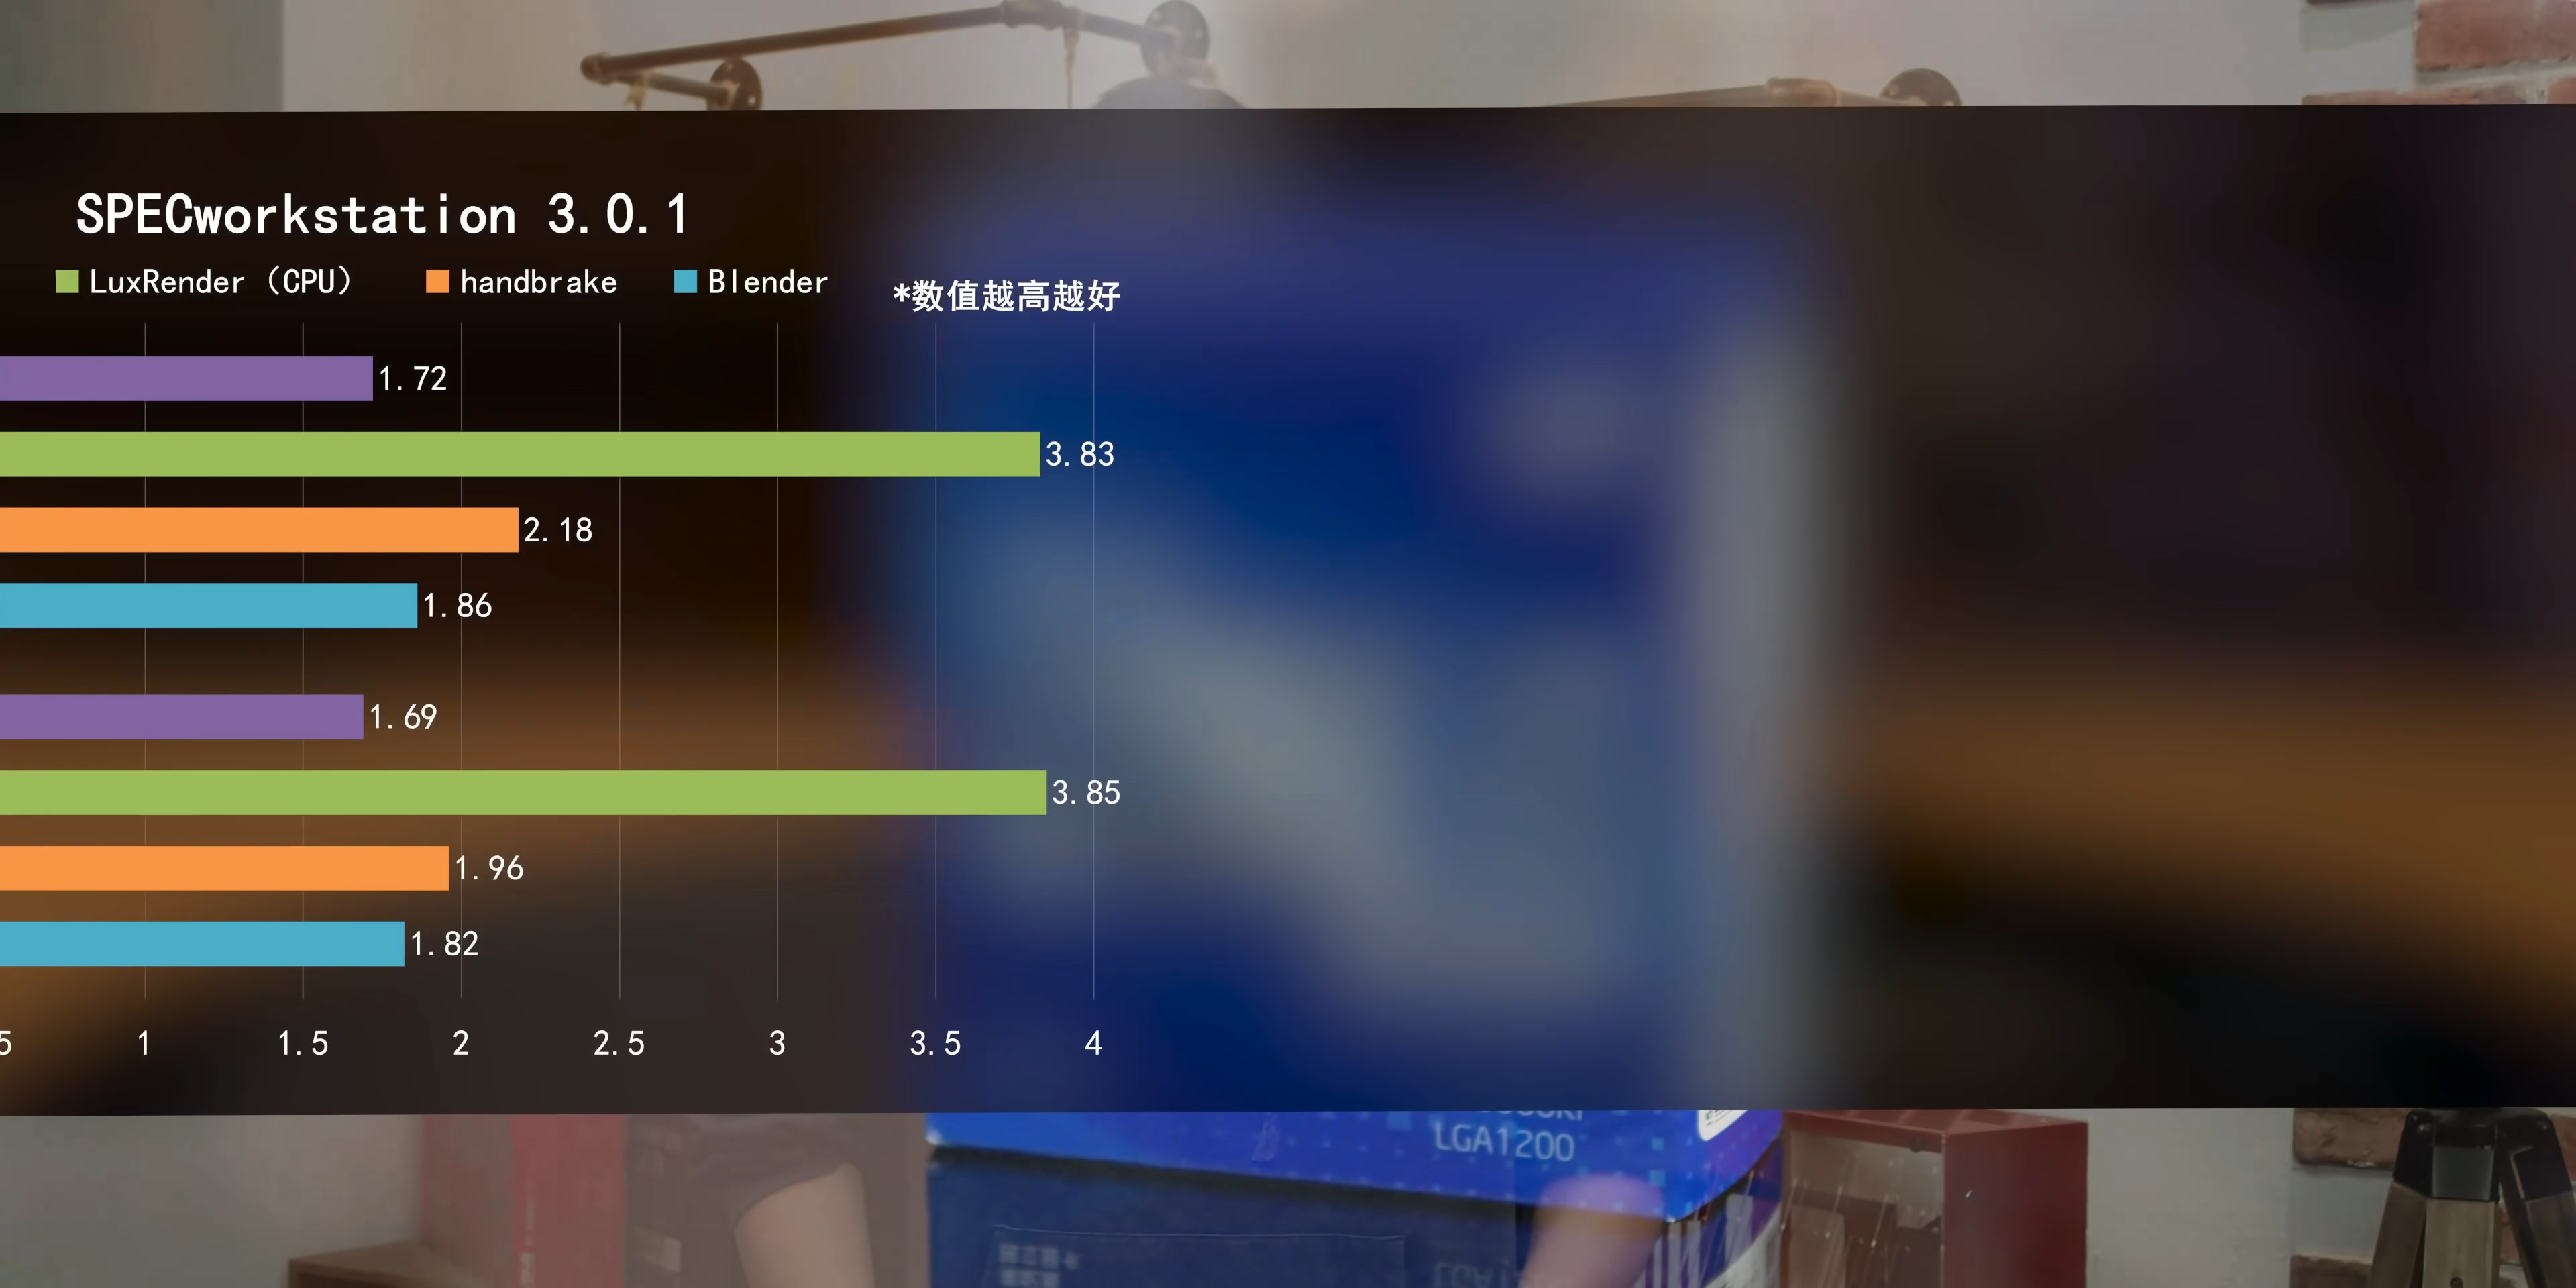 SPECworkstation 3.0.1
LuxRender（CPU） handbrake Blender
*数值越高越好
1.72
3.83
2.18
1.86
1.69
3.85
1.96
1.82
5 1 1.5 2 2.5 3 3.5 4
LGA1200